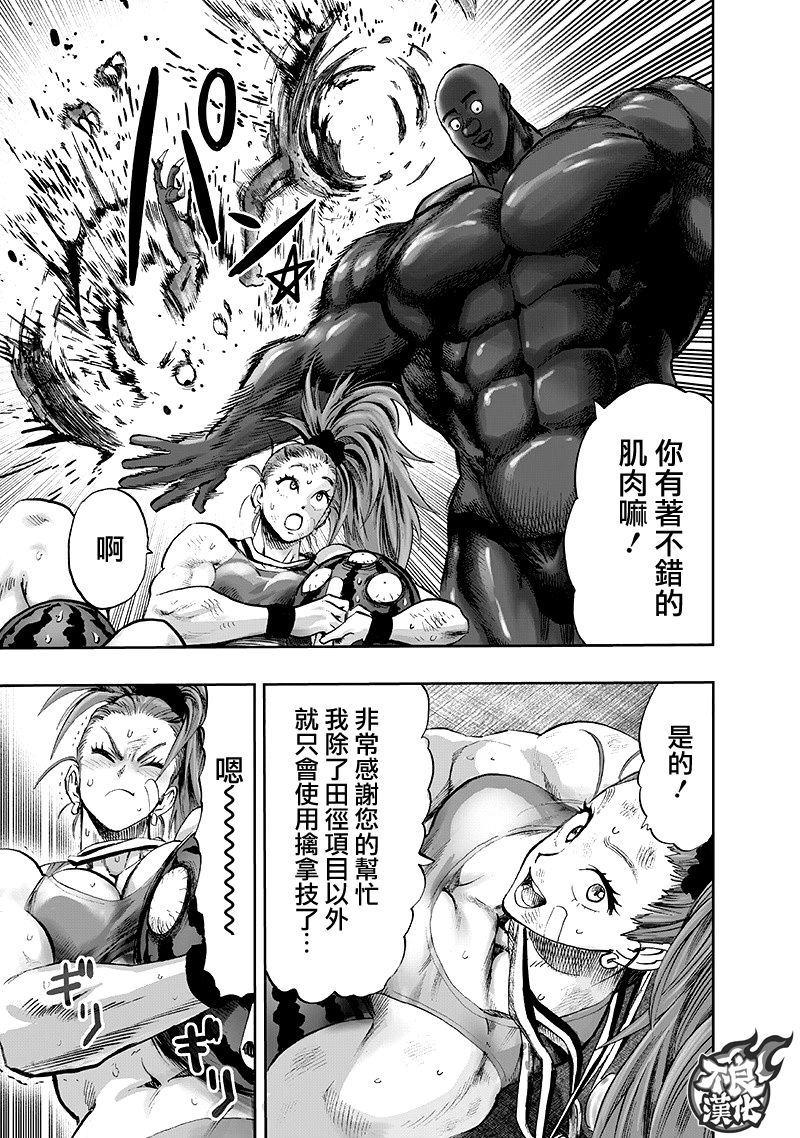 パン☆
你有著不錯的
肌肉嘛！
啊
是的！
非常感謝您的幫忙
我除了田徑項目以外
就只會使用擒拿技了…
嗯～～～～～
ギリ
ギリ
狼
漢化